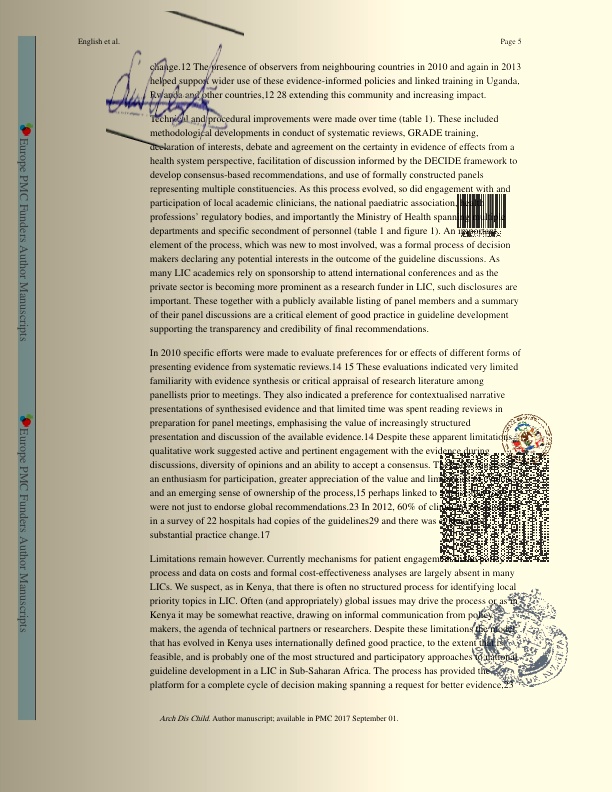 English et al.
Page 5
change.12 The presence of observers from neighbouring countries in 2010 and again in 2013
helped support wider use of these evidence-informed policies and linked training in Uganda,
Rwanda and other countries,12 28 extending this community and increasing impact.
Technical and procedural improvements were made over time (table 1). These included
methodological developments in conduct of systematic reviews, GRADE training,
declaration of interests, debate and agreement on the certainty in evidence of effects from a
health system perspective, facilitation of discussion informed by the DECIDE framework to
develop consensus-based recommendations, and use of formally constructed panels
representing multiple constituencies. As this process evolved, so did engagement with and
participation of local academic clinicians, the national paediatric association, health
professions’ regulatory bodies, and importantly the Ministry of Health spanning multiple
departments and specific secondment of personnel (table 1 and figure 1). An important
element of the process, which was new to most involved, was a formal process of decision
makers declaring any potential interests in the outcome of the guideline discussions. As
many LIC academics rely on sponsorship to attend international conferences and as the
private sector is becoming more prominent as a research funder in LIC, such disclosures are
important. These together with a publicly available listing of panel members and a summary
of their panel discussions are a critical element of good practice in guideline development
supporting the transparency and credibility of final recommendations.
In 2010 specific efforts were made to evaluate preferences for or effects of different forms of
presenting evidence from systematic reviews.14 15 These evaluations indicated very limited
familiarity with evidence synthesis or critical appraisal of research literature among
panellists prior to meetings. They also indicated a preference for contextualised narrative
presentations of synthesised evidence and that limited time was spent reading reviews in
preparation for panel meetings, emphasising the value of increasingly structured
presentation and discussion of the available evidence.14 Despite these apparent limitations
qualitative work suggested active and pertinent engagement with the evidence during
discussions, diversity of opinions and an ability to accept a consensus.
an enthusiasm for participation, greater appreciation of the value and
and an emerging sense of ownership of the process,15 perhaps linked to
were not just to endorse global recommendations.23 In 2012, 60% of
in a survey of 22 hospitals had copies of the guidelines29 and there was
substantial practice change.17
Limitations remain however. Currently mechanisms for patient engagement
process and data on costs and formal cost-effectiveness analyses are largely absent in many
LICs. We suspect, as in Kenya, that there is often no structured process for identifying local
priority topics in LIC. Often (and appropriately) global issues may drive the process or as in
Kenya it may be somewhat reactive, drawing on informal communication from policy
makers, the agenda of technical partners or researchers. Despite these limitations the model
that has evolved in Kenya uses internationally defined good practice, to the extent that is
feasible, and is probably one of the most structured and participatory approaches to national
guideline development in a LIC in Sub-Saharan Africa. The process has provided the
platform for a complete cycle of decision making spanning a request for better evidence,23
Arch Dis Child. Author manuscript; available in PMC 2017 September 01.
Europe PMC Funders Author Manuscripts
Europe PMC Funders Author Manuscripts